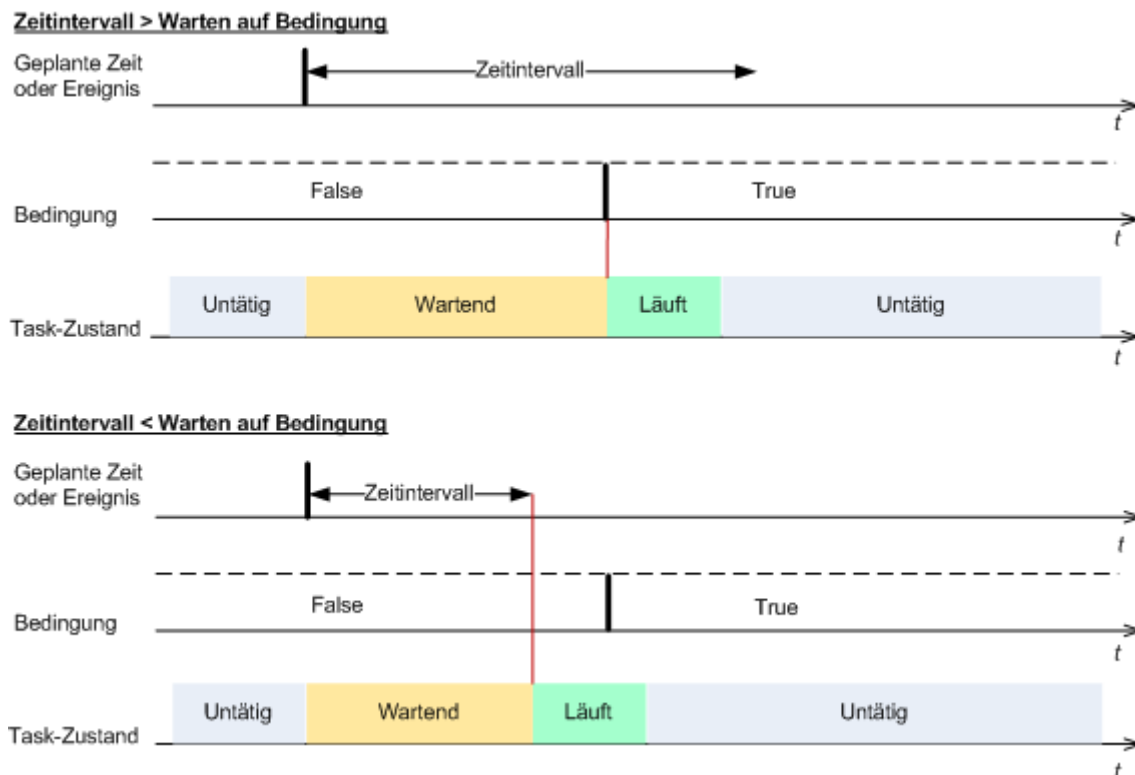 Zeitintervall > Warten auf Bedingung
Geplante Zeit
oder Ereignis
Zeitintervall
t
False
True
Bedingung
t
Untätig
Wartend
Läuft
Untätig
Task-Zustand
t
Zeitintervall < Warten auf Bedingung
Geplante Zeit
oder Ereignis
Zeitintervall
t
False
True
Bedingung
t
Untätig
Wartend
Läuft
Untätig
Task-Zustand
t